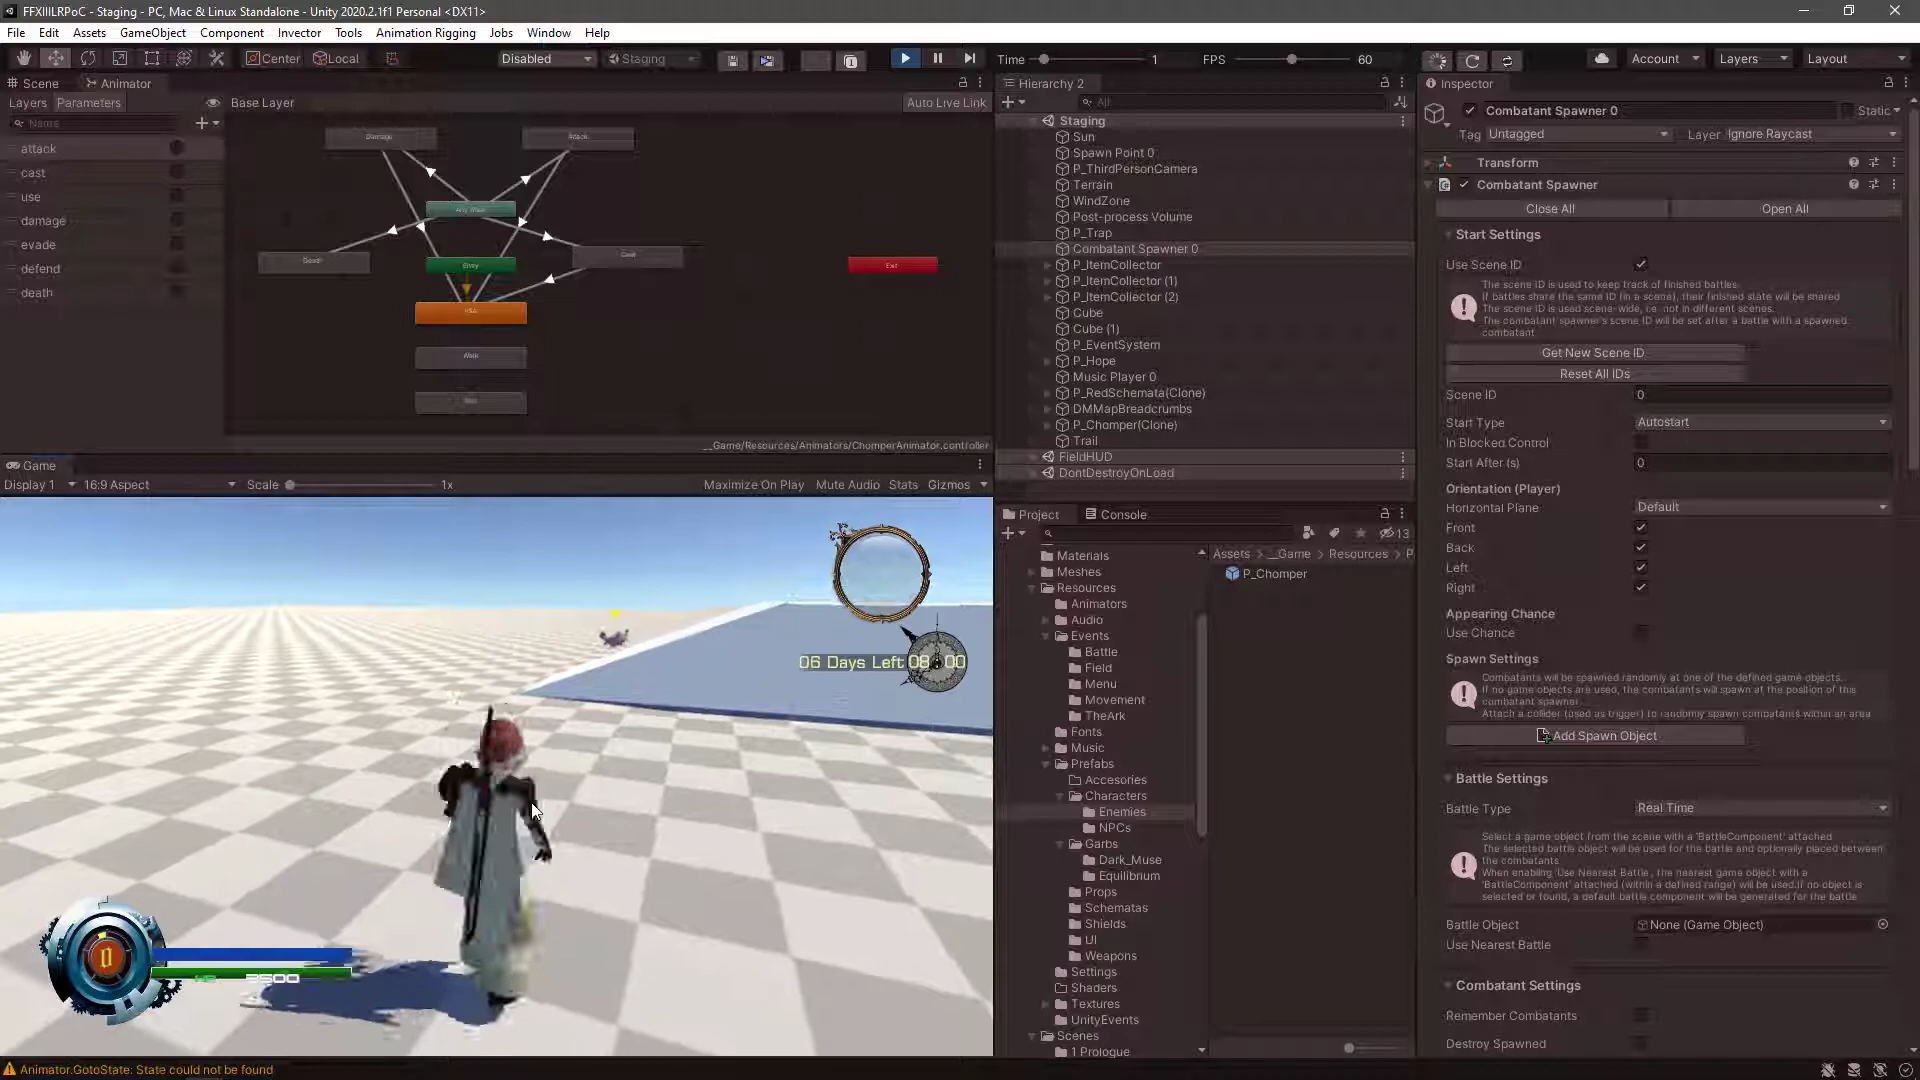 FFXIIILRPoC - Staging - PC, Mac & Linux Standalone - Unity 2020.2.1f1 Personal <DX11>
File Edit Assets GameObject Component Inventor Tools Animation Rigging Jobs Window Help
Center Local Disabled Staging Time 1 FPS 60 Account Layers Layout
Scene Animator
Layers Parameters Base Layer Auto Live Link
Name
attack
cast
use
damage
evade
defend
death
Damage Attack
Any State
Dead Entry Cast Exit
Walk
__Game/Resources/Animators/ChomperAnimator.controller
Game
Display 1 16:9 Aspect Scale 1x Maximize On Play Mute Audio Stats Gizmos
06 Days Left
3500
Animator.GotoState: State could not be found
Hierarchy 2
All
Staging
Sun
Spawn Point 0
P_ThirdPersonCamera
Terrain
WindZone
Post-process Volume
P_Trap
Combatant Spawner 0
P_ItemCollector
P_ItemCollector (1)
P_ItemCollector (2)
Cube
Cube (1)
P_EventSystem
P_Hope
Music Player 0
P_RedSchemata(Clone)
DMMapBreadcrumbs
P_Chomper(Clone)
Trail
FieldHUD
DontDestroyOnLoad
Project Console
13
Materials
Meshes
Resources
Animators
Audio
Events
Battle
Field
Menu
Movement
TheArk
Fonts
Music
Prefabs
Accesories
Characters
Enemies
NPCs
Garbs
Dark_Muse
Equilibrium
Props
Schematas
Shields
UI
Weapons
Settings
Shaders
Textures
UnityEvents
Scenes
1 Prologue
Assets > __Game > Resources > P
P_Chomper
Inspector
Combatant Spawner 0 Static
Tag Untagged Layer Ignore Raycast
Transform
Combatant Spawner
Close All Open All
Start Settings
Use Scene ID
The scene ID is used to keep track of finished battles.
If battles share the same ID (in a scene), their finished state will be shared
The scene ID is used scene-wide, i.e. not in different scenes.
The combatant spawner's scene ID will be set after a battle with a spawned
combatant.
Get New Scene ID
Reset All IDs
Scene ID 0
Start Type Autostart
In Blocked Control
Start After (s) 0
Orientation (Player)
Horizontal Plane Default
Front
Back
Left
Right
Appearing Chance
Use Chance
Spawn Settings
Combatants will be spawned randomly at one of the defined game objects.
If no game objects are used, the combatants will spawn at the position of this
combatant spawner.
Attach a collider (used as trigger) to randomly spawn combatants within an area
Add Spawn Object
Battle Settings
Battle Type Real Time
Select a game object from the scene with a 'BattleComponent' attached
The selected battle object will be used for the battle and optionally placed between
the combatants
When enabling 'Use Nearest Battle', the nearest game object with a
'BattleComponent' attached (within a defined range) will be used.If no object is
selected or found, a default battle component will be generated for the battle
Battle Object None (Game Object)
Use Nearest Battle
Combatant Settings
Remember Combatants
Destroy Spawned